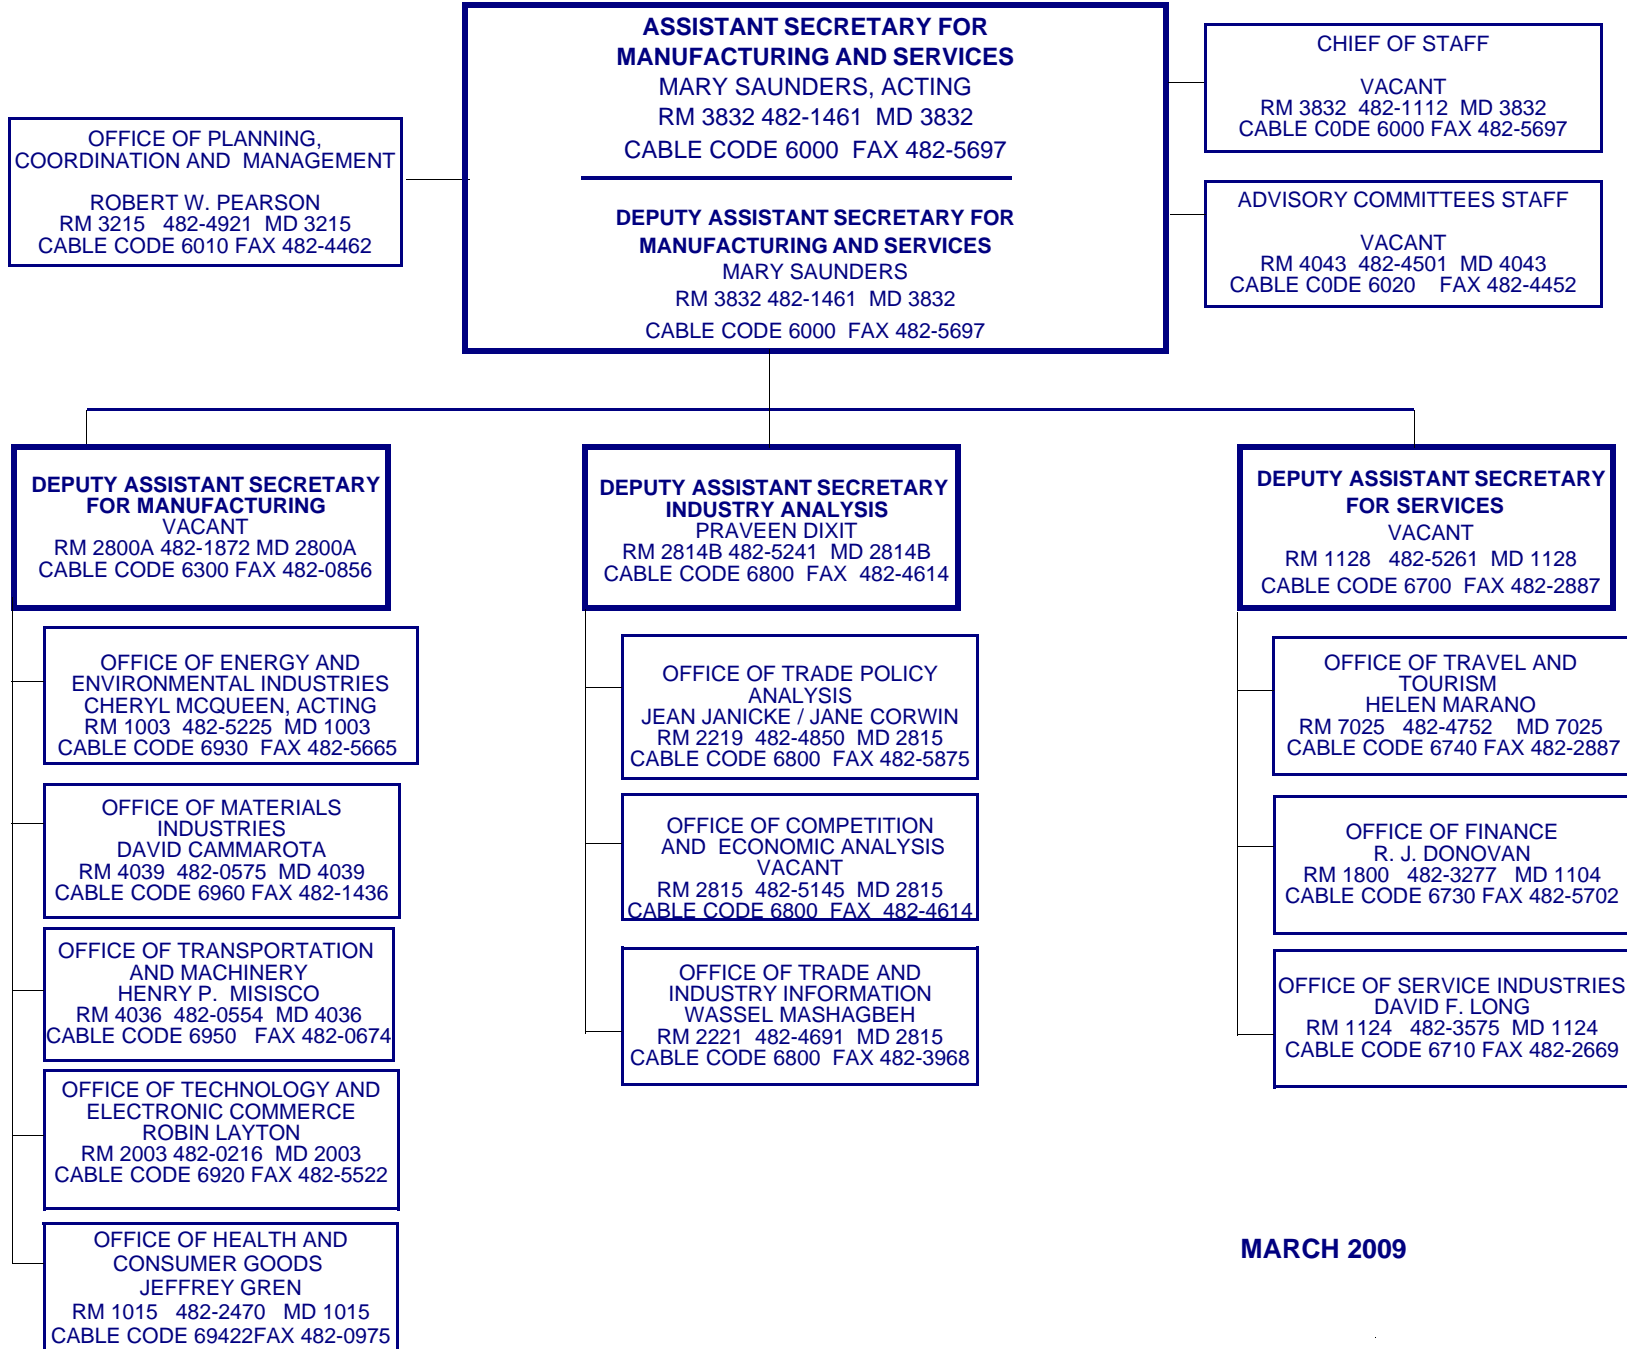 ASSISTANT SECRETARY FOR
MANUFACTURING AND SERVICES
MARY SAUNDERS, ACTING
RM 3832 482-1461 MD 3832
CABLE CODE 6000 FAX 482-5697
DEPUTY ASSISTANT SECRETARY FOR
MANUFACTURING AND SERVICES
MARY SAUNDERS
RM 3832 482-1461 MD 3832
CABLE CODE 6000 FAX 482-5697
OFFICE OF PLANNING,
COORDINATION AND MANAGEMENT
ROBERT W. PEARSON
RM 3215 482-4921 MD 3215
CABLE CODE 6010 FAX 482-4462
CHIEF OF STAFF
VACANT
RM 3832 482-1112 MD 3832
CABLE C0DE 6000 FAX 482-5697
ADVISORY COMMITTEES STAFF
VACANT
RM 4043 482-4501 MD 4043
CABLE C0DE 6020 FAX 482-4452
DEPUTY ASSISTANT SECRETARY
FOR MANUFACTURING
VACANT
RM 2800A 482-1872 MD 2800A
CABLE CODE 6300 FAX 482-0856
OFFICE OF ENERGY AND
ENVIRONMENTAL INDUSTRIES
CHERYL MCQUEEN, ACTING
RM 1003 482-5225 MD 1003
CABLE CODE 6930 FAX 482-5665
OFFICE OF MATERIALS
INDUSTRIES
DAVID CAMMAROTA
RM 4039 482-0575 MD 4039
CABLE CODE 6960 FAX 482-1436
OFFICE OF TRANSPORTATION
AND MACHINERY
HENRY P. MISISCO
RM 4036 482-0554 MD 4036
CABLE CODE 6950 FAX 482-0674
OFFICE OF TECHNOLOGY AND
ELECTRONIC COMMERCE
ROBIN LAYTON
RM 2003 482-0216 MD 2003
CABLE CODE 6920 FAX 482-5522
OFFICE OF HEALTH AND
CONSUMER GOODS
JEFFREY GREN
RM 1015 482-2470 MD 1015
CABLE CODE 69422FAX 482-0975
DEPUTY ASSISTANT SECRETARY
INDUSTRY ANALYSIS
PRAVEEN DIXIT
RM 2814B 482-5241 MD 2814B
CABLE CODE 6800 FAX 482-4614
OFFICE OF TRADE POLICY
ANALYSIS
JEAN JANICKE / JANE CORWIN
RM 2219 482-4850 MD 2815
CABLE CODE 6800 FAX 482-5875
OFFICE OF COMPETITION
AND ECONOMIC ANALYSIS
VACANT
RM 2815 482-5145 MD 2815
CABLE CODE 6800 FAX 482-4614
OFFICE OF TRADE AND
INDUSTRY INFORMATION
WASSEL MASHAGBEH
RM 2221 482-4691 MD 2815
CABLE CODE 6800 FAX 482-3968
DEPUTY ASSISTANT SECRETARY
FOR SERVICES
VACANT
RM 1128 482-5261 MD 1128
CABLE CODE 6700 FAX 482-2887
OFFICE OF TRAVEL AND
TOURISM
HELEN MARANO
RM 7025 482-4752 MD 7025
CABLE CODE 6740 FAX 482-2887
OFFICE OF FINANCE
R. J. DONOVAN
RM 1800 482-3277 MD 1104
CABLE CODE 6730 FAX 482-5702
OFFICE OF SERVICE INDUSTRIES
DAVID F. LONG
RM 1124 482-3575 MD 1124
CABLE CODE 6710 FAX 482-2669
MARCH 2009